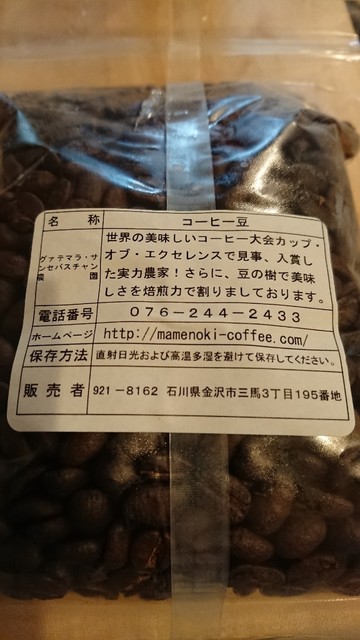 名称 コーヒー豆
グァテマラ・サ
ンセバスチャン
農園
世界の美味しいコーヒー大会カップ・
オブ・エクセレンスで見事、入賞し
た実力農家！さらに、豆の樹で美味
しさを焙煎力で割りましております。
電話番号 076-244-2433
ホームページ http://mamenoki-coffee.com/
保存方法 直射日光および高温多湿を避けて保存してください。
販売者 921－8162 石川県金沢市三馬3丁目195番地